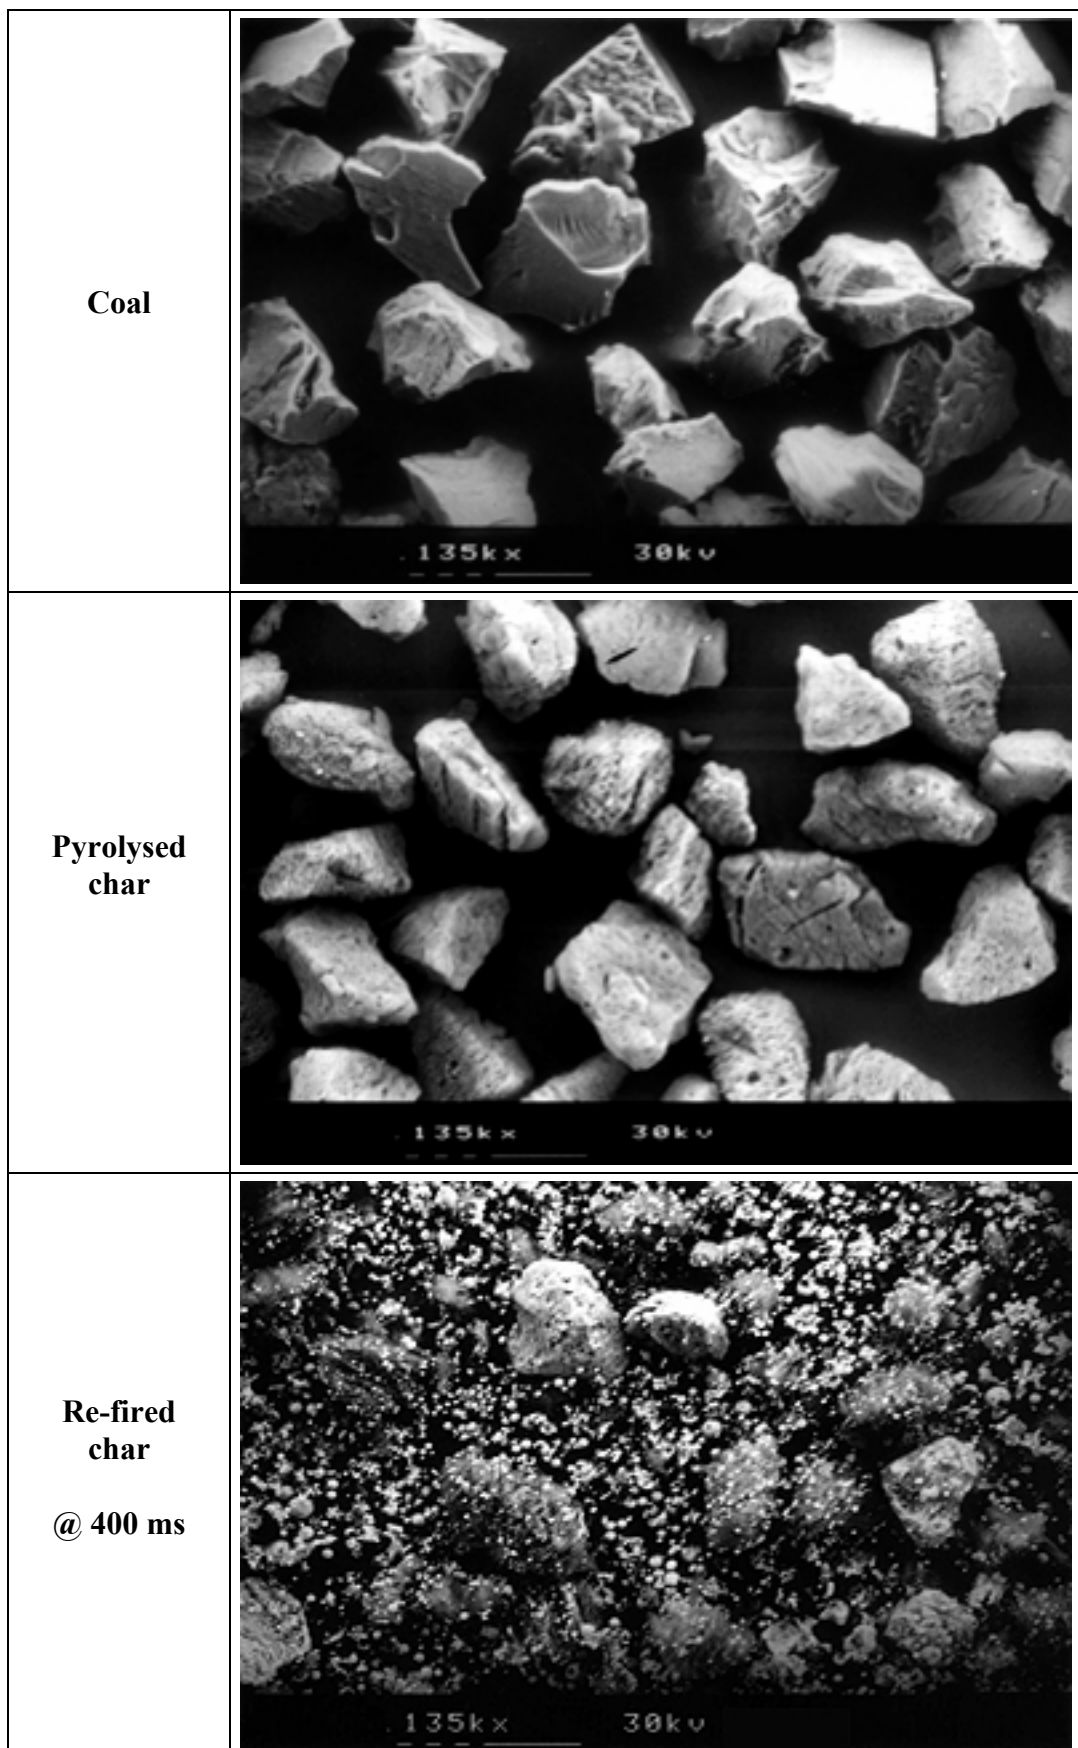 Coal
.135kx 30kv
Pyrolysed
char
.135kx 30kv
Re-fired
char
@ 400 ms
.135kx 30kv